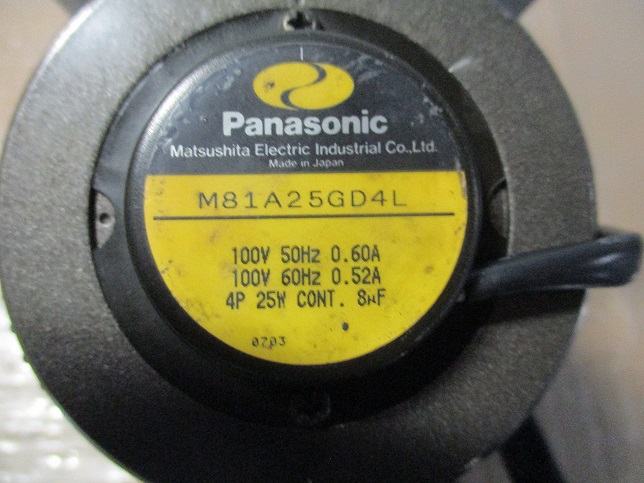 Panasonic
Matsushita Electric Industrial Co.,Ltd.
Made in Japan
M81A25GD4L
100V 50Hz 0.60A
100V 60Hz 0.52A
4P 25W CONT. 8μF
0703